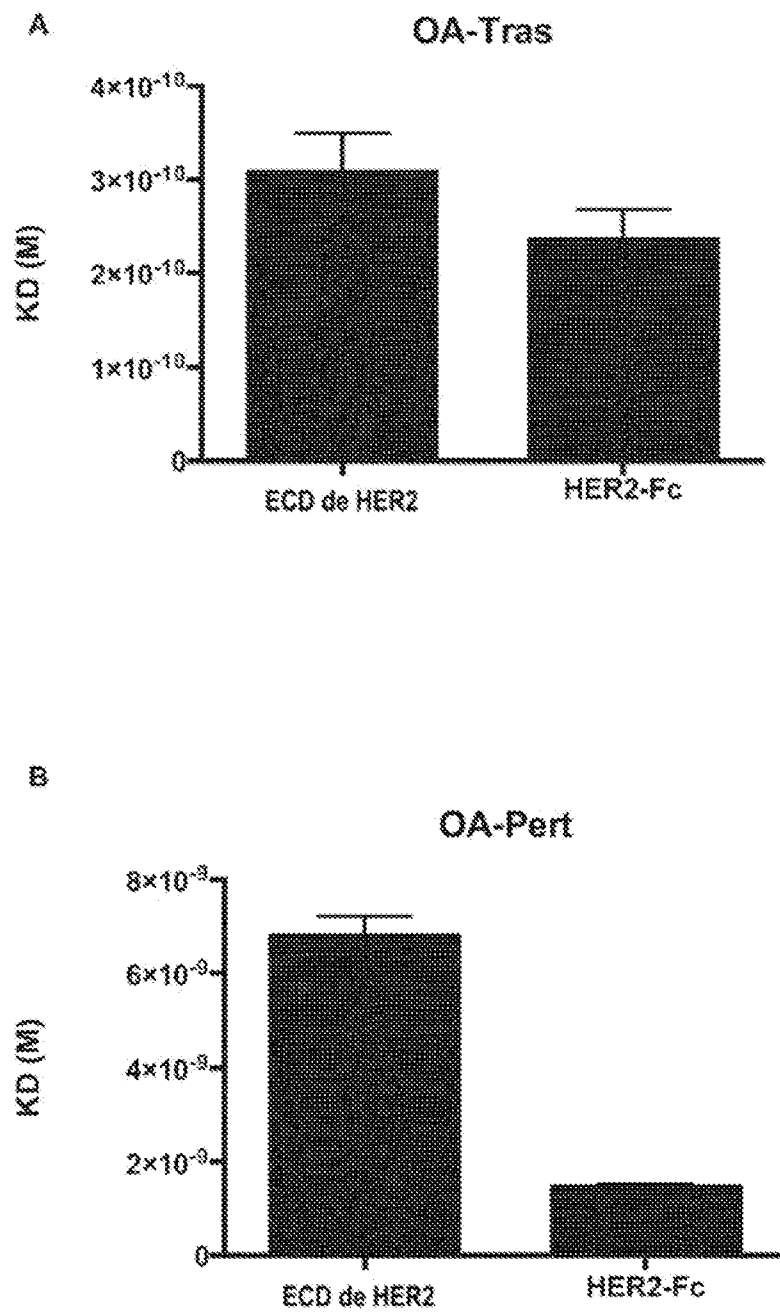 A
OA-Tras
4×10⁻¹⁰
3×10⁻¹⁰
2×10⁻¹⁰
1×10⁻¹⁰
0
KD (M)
ECD de HER2
HER2-Fc
B
OA-Pert
8×10⁻⁹
6×10⁻⁹
4×10⁻⁹
2×10⁻⁹
0
KD (M)
ECD de HER2
HER2-Fc